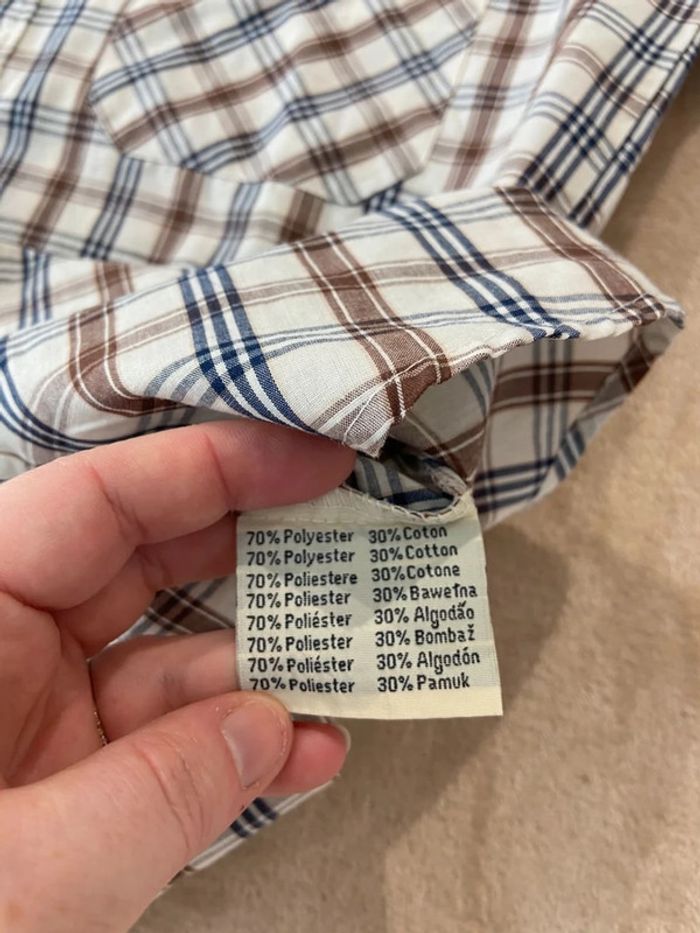 70% Polyester 30% Coton
70% Polyester 30% Cotton
70% Poliestere 30% Cotone
70% Poliester 30% Bawełna
70% Poliéster 30% Algodão
70% Poliester 30% Bombaž
70% Poliéster 30% Algodón
70% Poliester 30% Pamuk